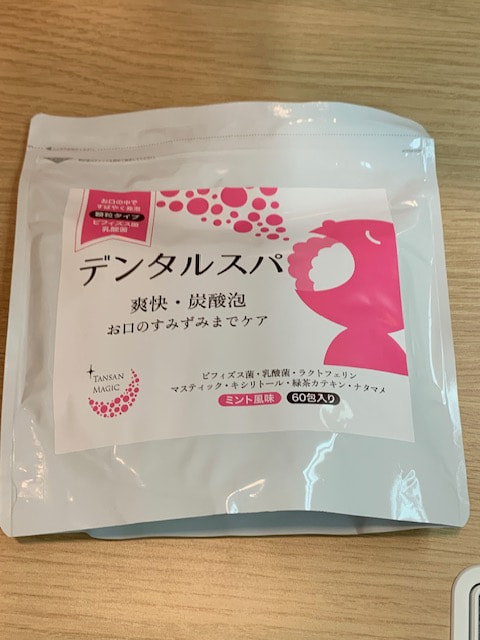 お口の中で
すばやく発泡
顆粒タイプ
ビフィズス菌
乳酸菌
デンタルスパ
爽快・炭酸泡
お口のすみずみまでケア
TANSAN
MAGIC
ビフィズス菌・乳酸菌・ラクトフェリン
マスティック・キシリトール・緑茶カテキン・ナタマメ
ミント風味 60包入り